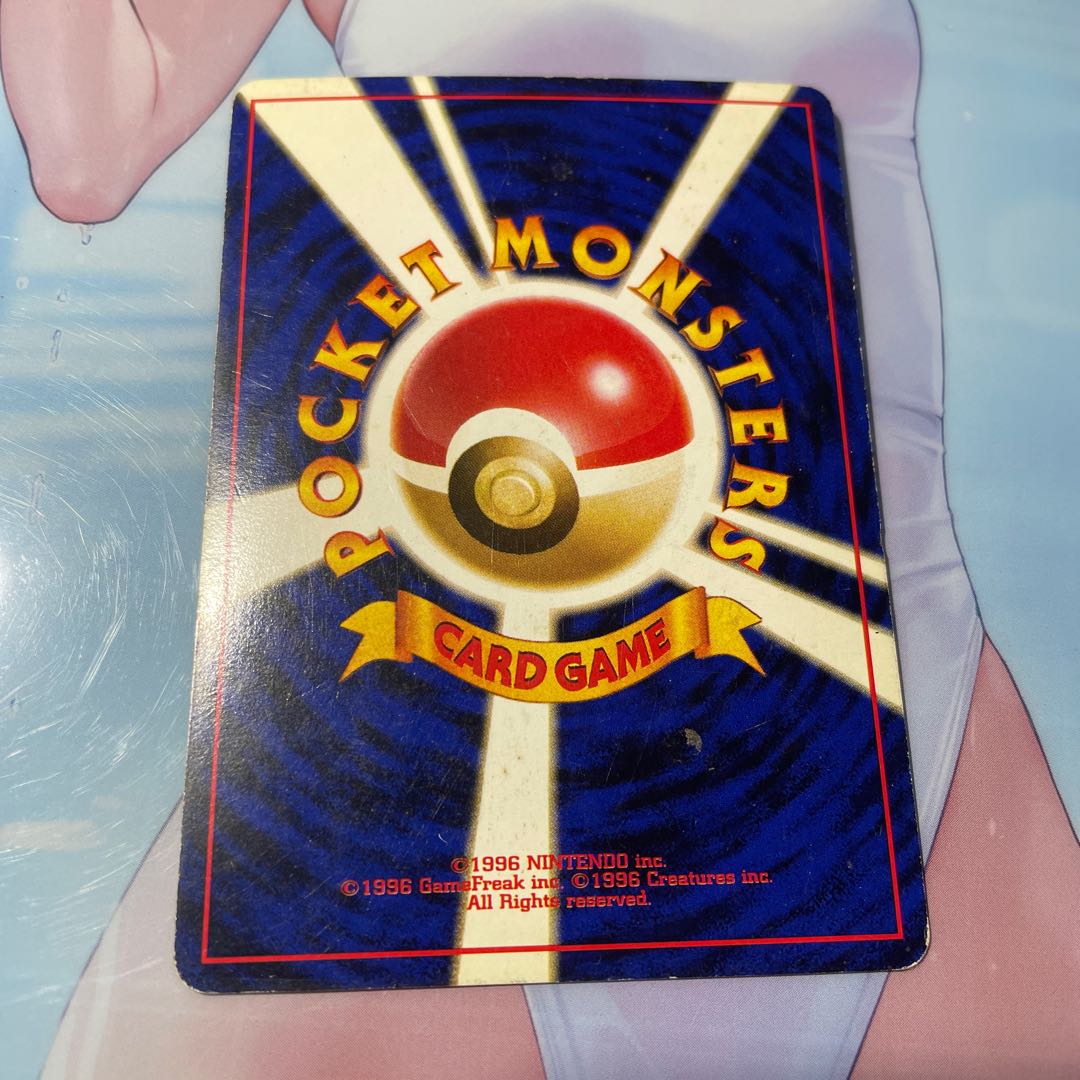 POCKET MONSTERS
CARD GAME
©1996 NINTENDO inc.
©1996 GameFreak inc. ©1996 Creatures inc.
All Rights reserved.